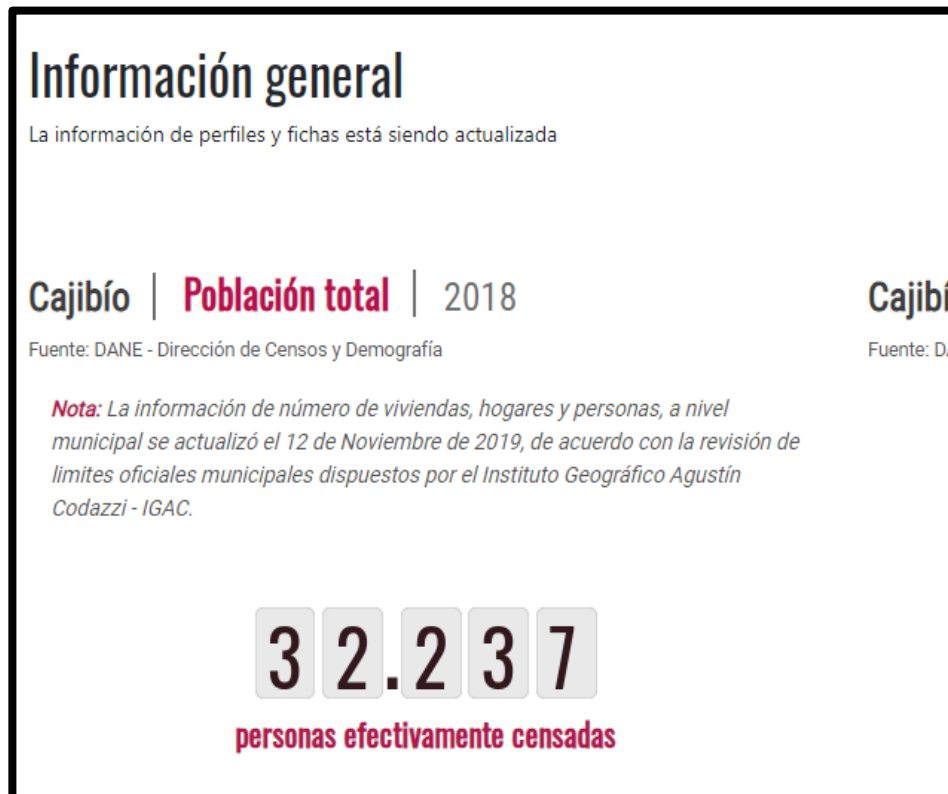 Información general
La información de perfiles y fichas está siendo actualizada
Cajibío | Población total | 2018
Fuente: DANE - Dirección de Censos y Demografía
Nota: La información de número de viviendas, hogares y personas, a nivel
municipal se actualizó el 12 de Noviembre de 2019, de acuerdo con la revisión de
limites oficiales municipales dispuestos por el Instituto Geográfico Agustín
Codazzi - IGAC.
32.237
personas efectivamente censadas
Cajibí
Fuente: